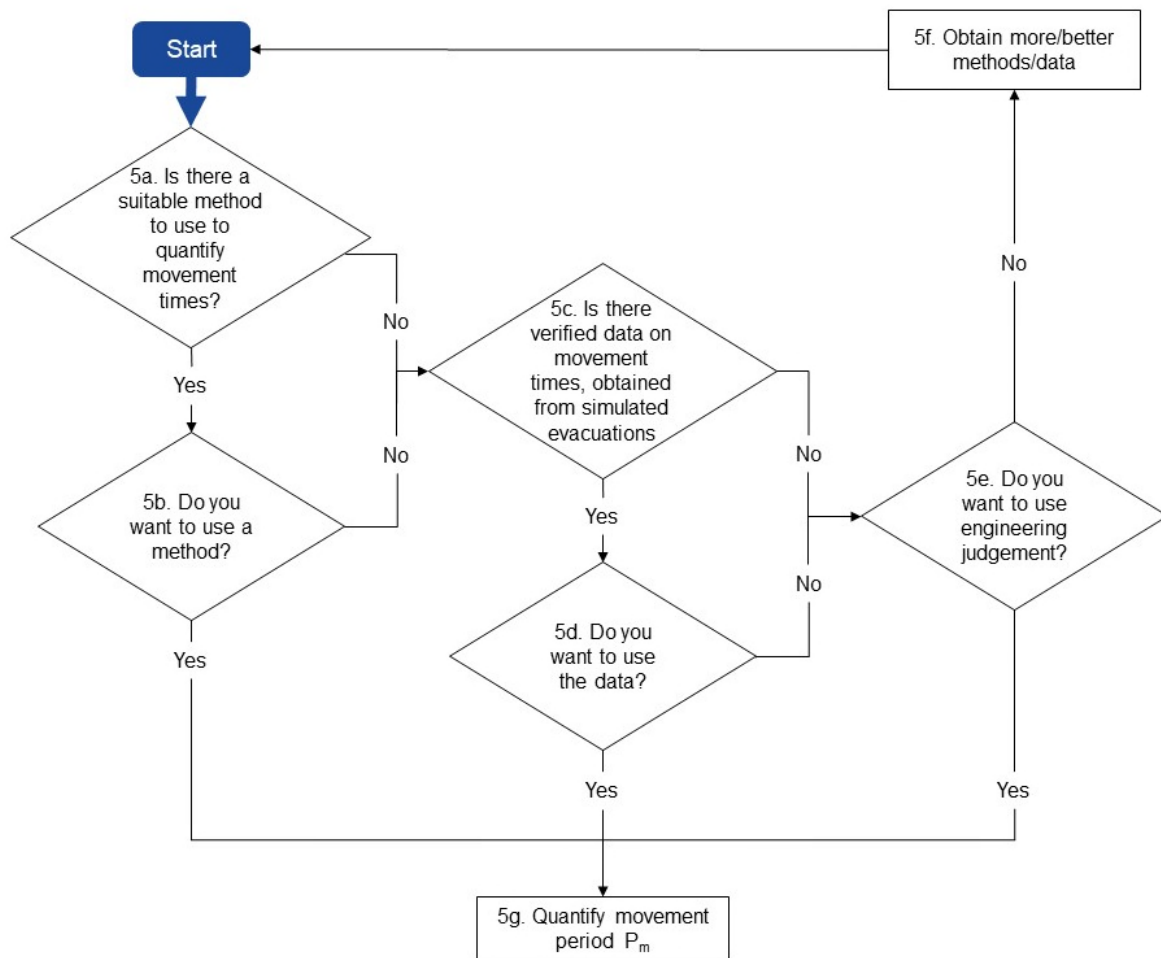 Start
5f. Obtain more/better
methods/data
5a. Is there a
suitable method
to use to
quantify
movement
times?
No
No
5c. Is there
verified data on
movement
times, obtained
from simulated
evacuations
Yes
No
No
5b. Do you
want to use a
method?
5e. Do you
want to use
engineering
judgement?
Yes
No
5d. Do you
want to use
the data?
Yes
Yes
Yes
5g. Quantify movement
period Pm